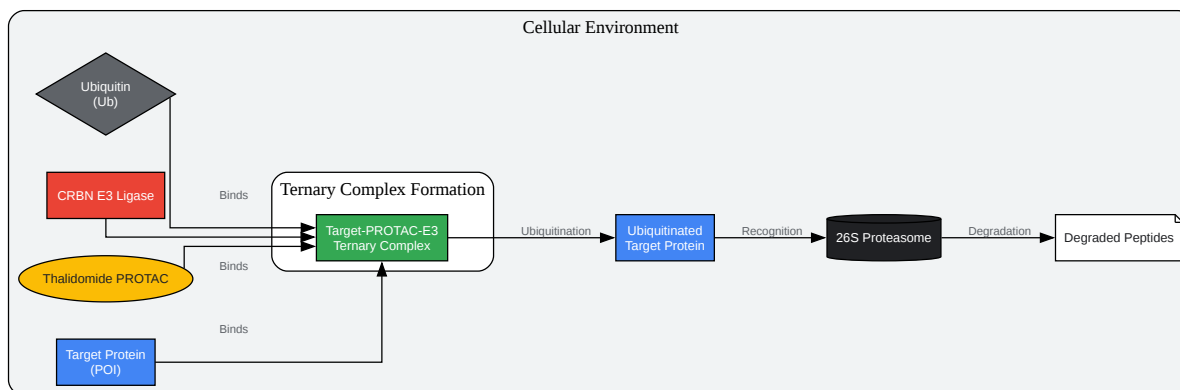 Cellular Environment
Ubiquitin
(Ub)
CRBN E3 Ligase
Binds
Ternary Complex Formation
Target-PROTAC-E3
Ternary Complex
Ubiquitination
Ubiquitinated
Target Protein
Recognition
26S Proteasome
Degradation
Degraded Peptides
Thalidomide PROTAC
Binds
Binds
Target Protein
(POI)